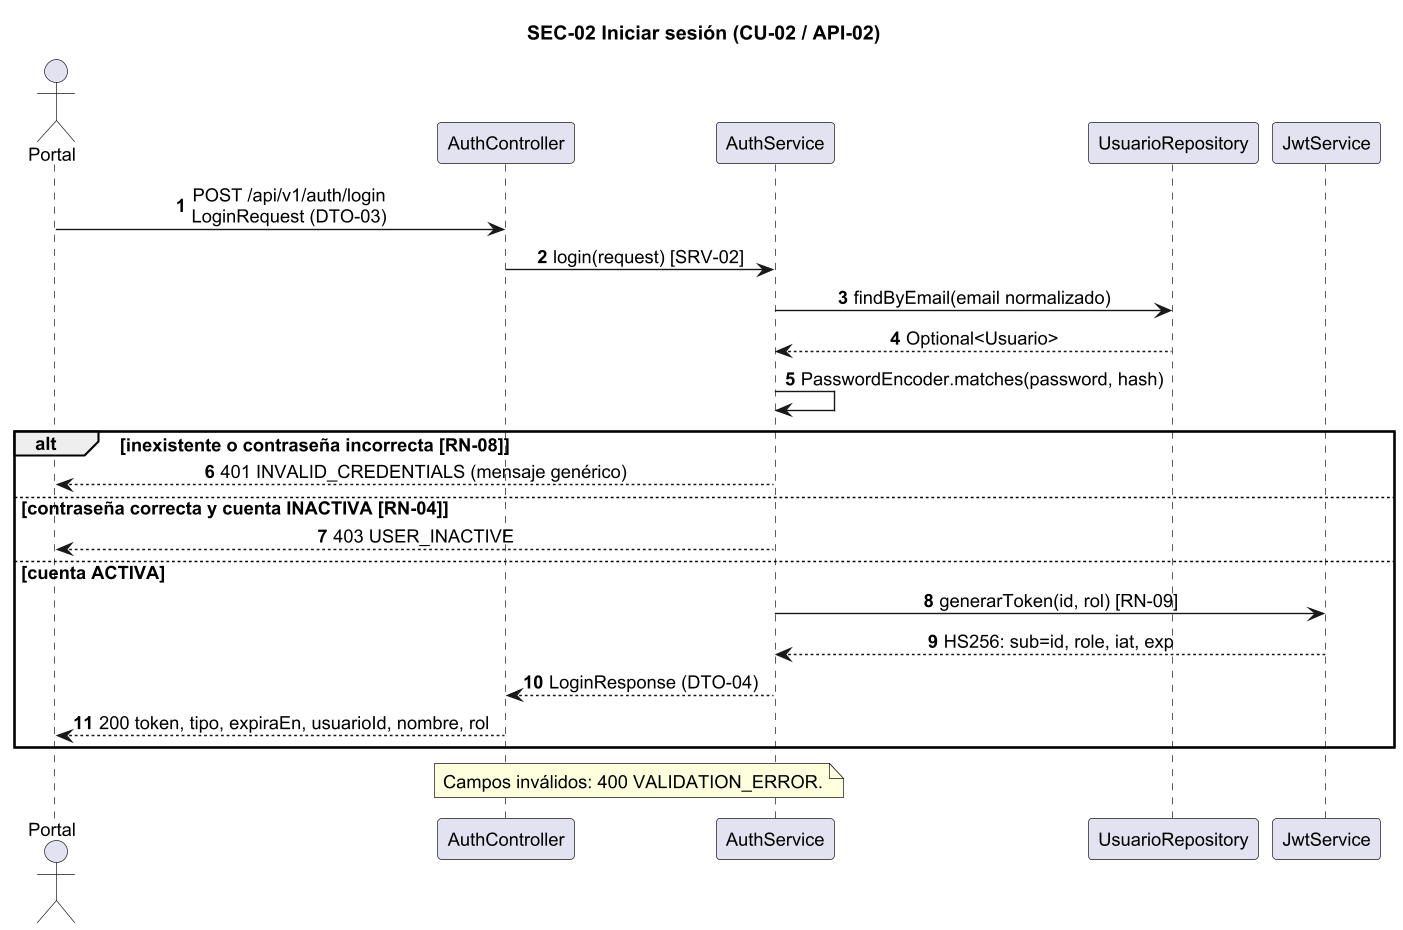 SEC-02 Iniciar sesión (CU-02 / API-02)
Portal
AuthController
AuthService
UsuarioRepository
JwtService
1 POST /api/v1/auth/login
LoginRequest (DTO-03)
2 login(request) [SRV-02]
3 findByEmail(email normalizado)
4 Optional<Usuario>
5 PasswordEncoder.matches(password, hash)
alt [inexistente o contraseña incorrecta [RN-08]]
6 401 INVALID_CREDENTIALS (mensaje genérico)
[contraseña correcta y cuenta INACTIVA [RN-04]]
7 403 USER_INACTIVE
[cuenta ACTIVA]
8 generarToken(id, rol) [RN-09]
9 HS256: sub=id, role, iat, exp
10 LoginResponse (DTO-04)
11 200 token, tipo, expiraEn, usuarioId, nombre, rol
Campos inválidos: 400 VALIDATION_ERROR.
Portal
AuthController
AuthService
UsuarioRepository
JwtService